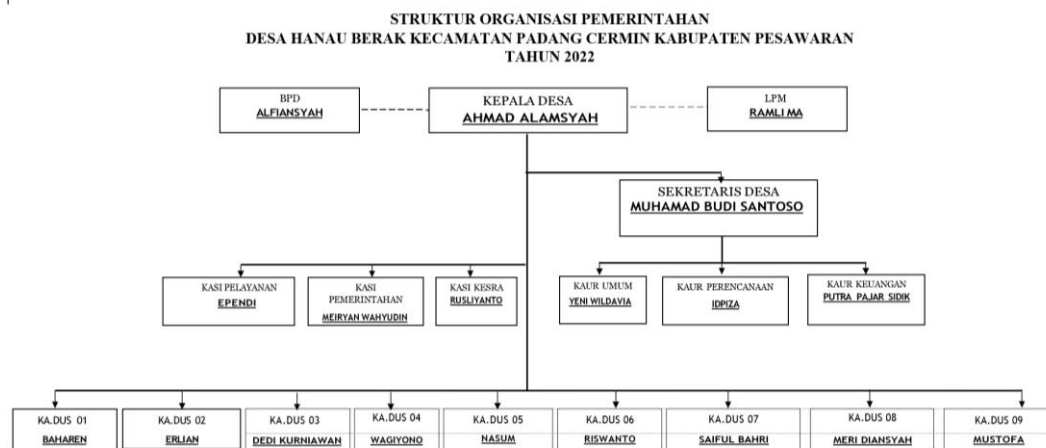 STRUKTUR ORGANISASI PEMERINTAHAN
DESA HANAU BERAK KECAMATAN PADANG CERMIN KABUPATEN PESAWARAN
TAHUN 2022
BPD
ALFIANSYAH
KEPALA DESA
AHMAD ALAMSYAH
LPM
RAMLI MA
SEKRETARIS DESA
MUHAMAD BUDI SANTOSO
KASI PELAYANAN
EPENDI
KASI
PEMERINTAHAN
MEIRYAN WAHYUDIN
KASI KESRA
RUSLIYANTO
KAUR UMUM
YENI WILDAVIA
KAUR PERENCANAAN
IDPIZA
KAUR KEUANGAN
PUTRA PAJAR SIDIK
KA.DUS 01
BAHAREN
KA.DUS 02
ERLIAN
KA.DUS 03
DEDI KURNIAWAN
KA.DUS 04
WAGIYONO
KA.DUS 05
NASUM
KA.DUS 06
RISWANTO
KA.DUS 07
SAIFUL BAHRI
KA.DUS 08
MERI DIANSYAH
KA.DUS 09
MUSTOFA